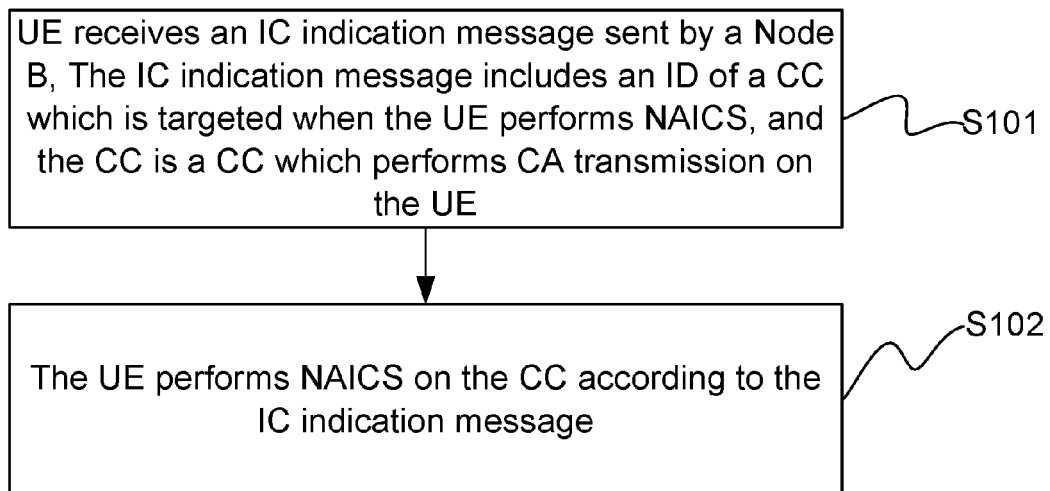 UE receives an IC indication message sent by a Node
B, The IC indication message includes an ID of a CC
which is targeted when the UE performs NAICS, and
the CC is a CC which performs CA transmission on
the UE
S101
The UE performs NAICS on the CC according to the
IC indication message
S102